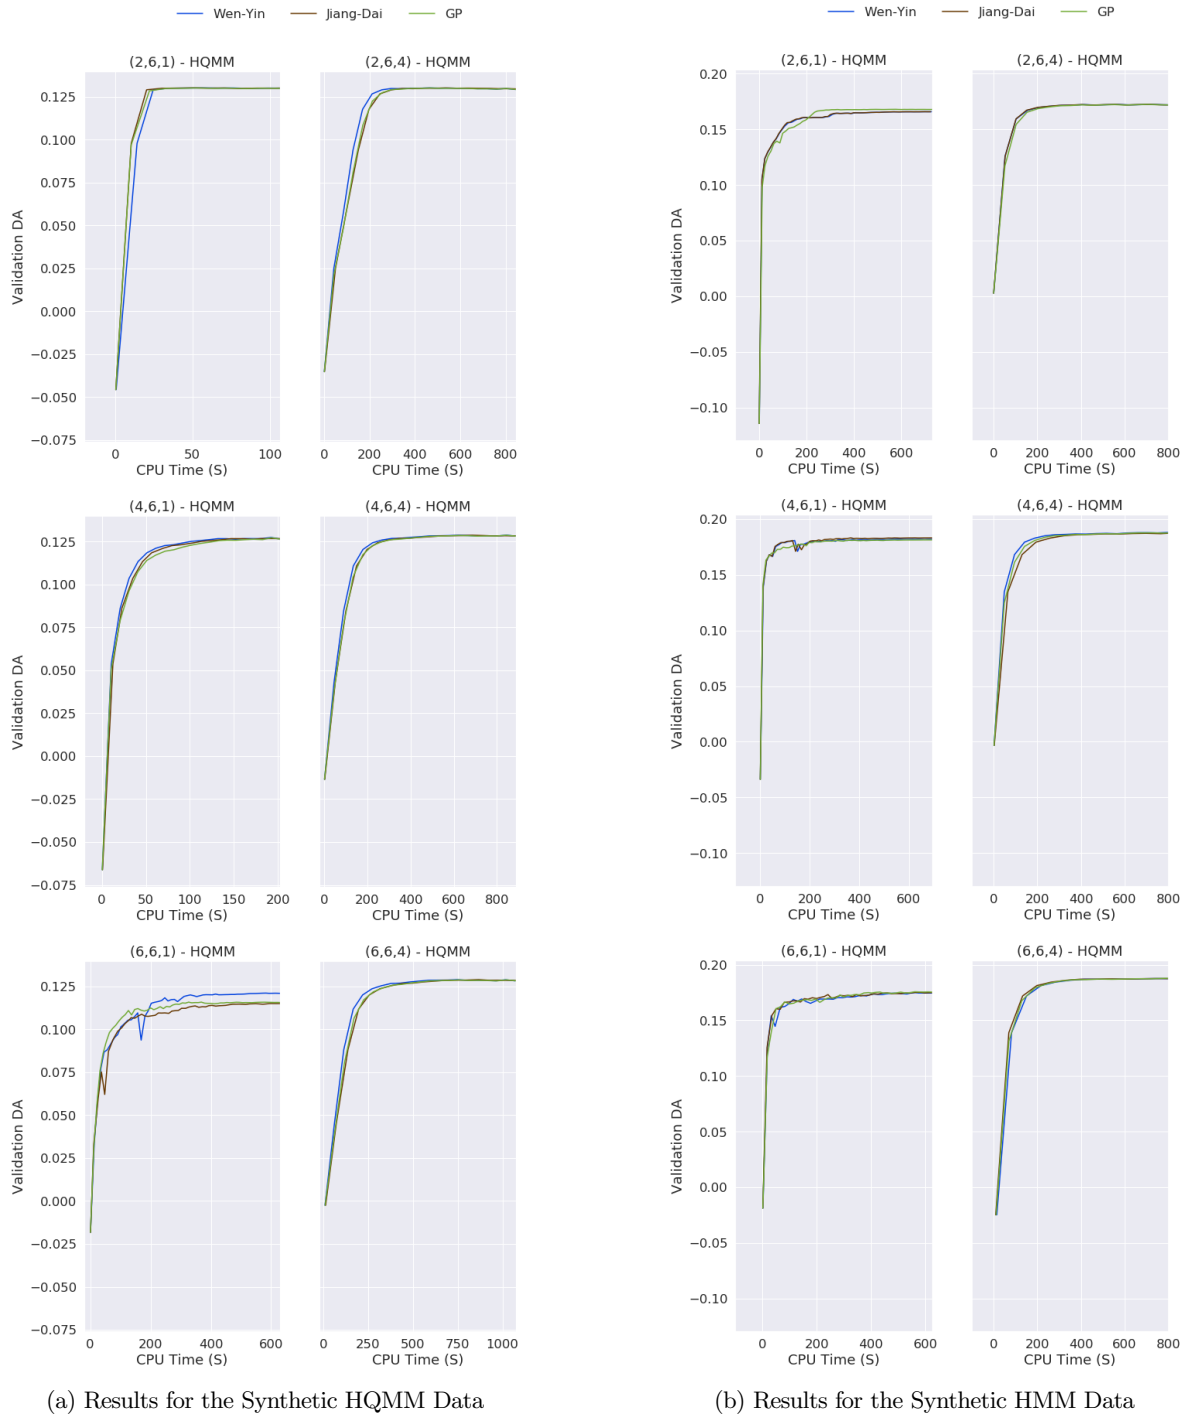 Wen-Yin Jiang-Dai GP
(2,6,1) - HQMM (2,6,4) - HQMM
0.125
0.100
0.075
0.050
0.025
0.000
−0.025
−0.050
−0.075
Validation DA
0 50 100 0 200 400 600 800
CPU Time (S) CPU Time (S)
(4,6,1) - HQMM (4,6,4) - HQMM
0.125
0.100
0.075
0.050
0.025
0.000
−0.025
−0.050
−0.075
Validation DA
0 50 100 150 200 0 200 400 600 800
CPU Time (S) CPU Time (S)
(6,6,1) - HQMM (6,6,4) - HQMM
0.125
0.100
0.075
0.050
0.025
0.000
−0.025
−0.050
−0.075
Validation DA
0 200 400 600 0 250 500 750 1000
CPU Time (S) CPU Time (S)
(a) Results for the Synthetic HQMM Data
Wen-Yin Jiang-Dai GP
(2,6,1) - HQMM (2,6,4) - HQMM
0.20
0.15
0.10
0.05
0.00
−0.05
−0.10
Validation DA
0 200 400 600 0 200 400 600 800
CPU Time (S) CPU Time (S)
(4,6,1) - HQMM (4,6,4) - HQMM
0.20
0.15
0.10
0.05
0.00
−0.05
−0.10
Validation DA
0 200 400 600 0 200 400 600 800
CPU Time (S) CPU Time (S)
(6,6,1) - HQMM (6,6,4) - HQMM
0.20
0.15
0.10
0.05
0.00
−0.05
−0.10
Validation DA
0 200 400 600 0 200 400 600 800
CPU Time (S) CPU Time (S)
(b) Results for the Synthetic HMM Data